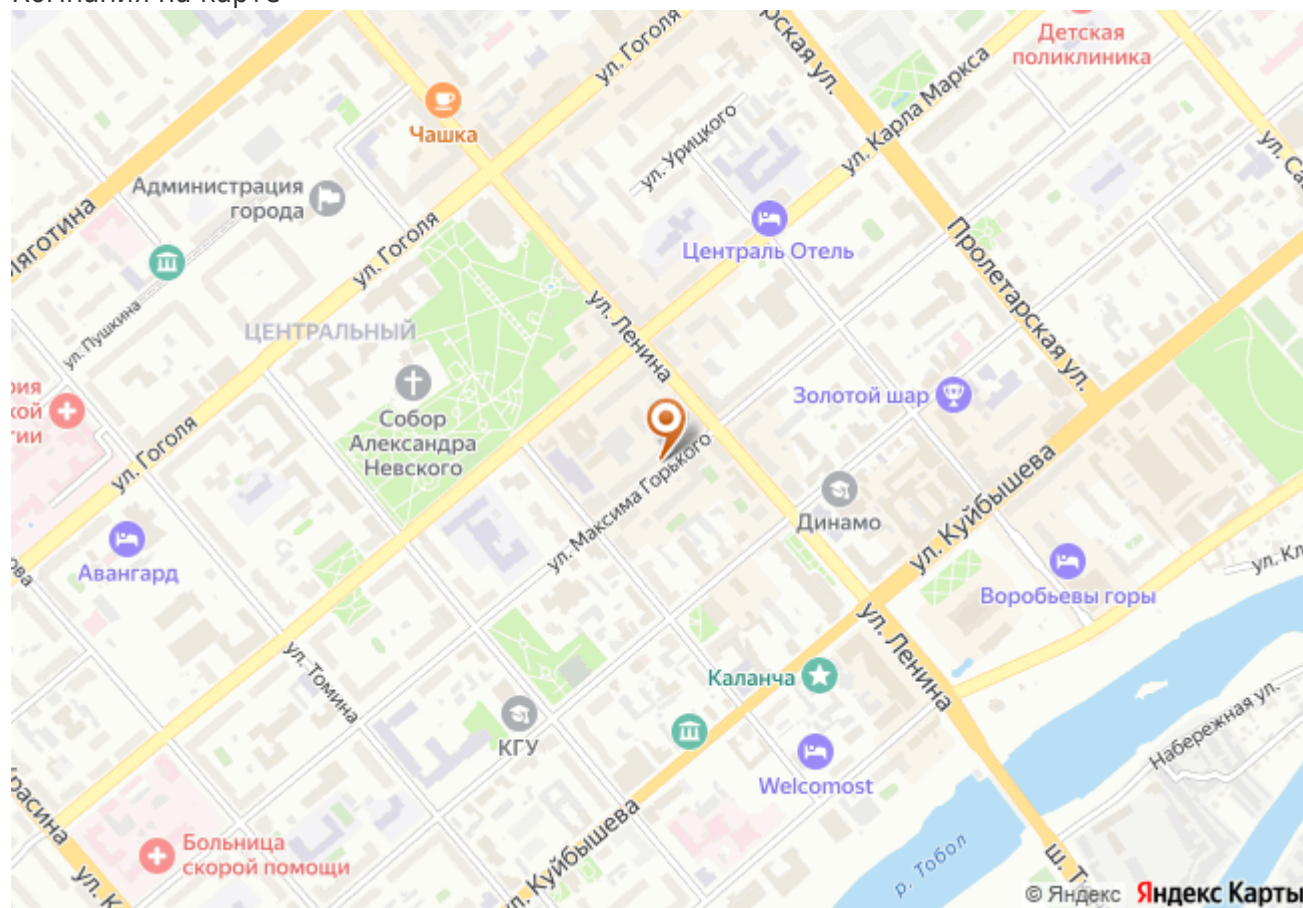 Компания на карте
Детская
поликлиника
ул. Гоголя
ул. Карла Маркса
Чашка
ул. Урицкого
Администрация
города
ул. Гоголя
Централь Отель
Пролетарская ул.
ул. Пушкина
ЦЕНТРАЛЬНЫЙ
ул. Ленина
Собор
Александра
Невского
Золотой шар
ул. Гоголя
ул. Максима Горького
Динамо
ул. Куйбышева
Авангард
Воробьевы горы
ул. Ленина
ул. Томина
Каланча
КГУ
Набережная ул.
Welcomost
Больница
скорой помощи
ул. Куйбышева
р. Тобол
© Яндекс Яндекс Карты